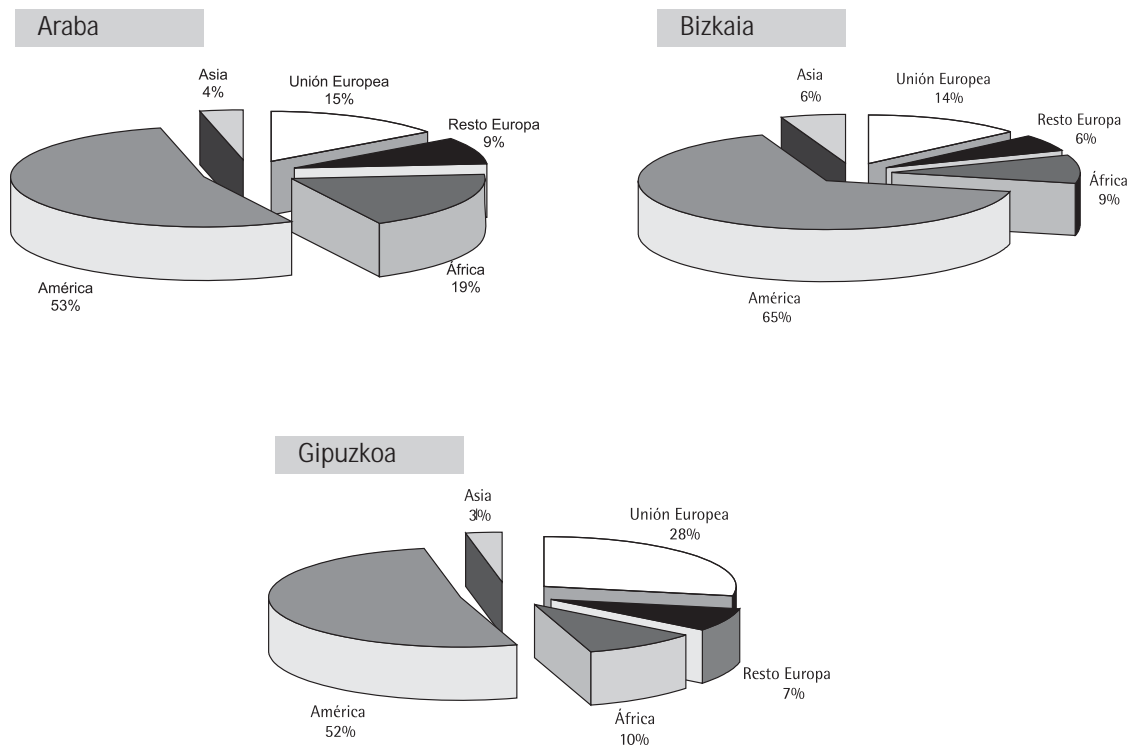 Araba
Asia
4%
Unión Europea
15%
Resto Europa
9%
África
19%
América
53%
Bizkaia
Asia
6%
Unión Europea
14%
Resto Europa
6%
África
9%
América
65%
Gipuzkoa
Asia
3%
Unión Europea
28%
Resto Europa
7%
África
10%
América
52%